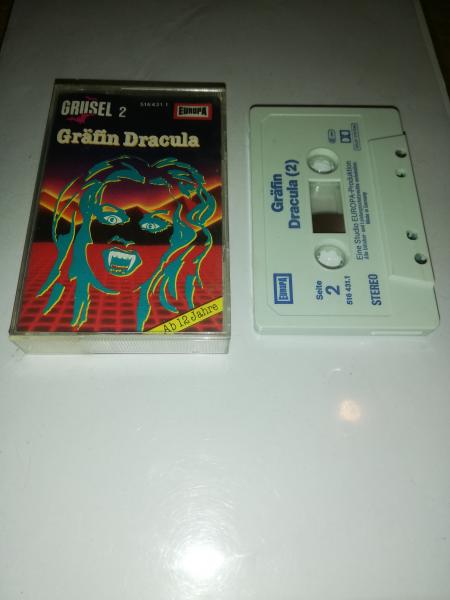 GRUSEL 2
516 431.1
EUROPA
Gräfin Dracula
Ab 12 Jahre
Gräfin
Dracula (2)
Eine Studio EUROPA-Produktion
Made in Germany
EUROPA
Seite
2
516 431.1
STEREO